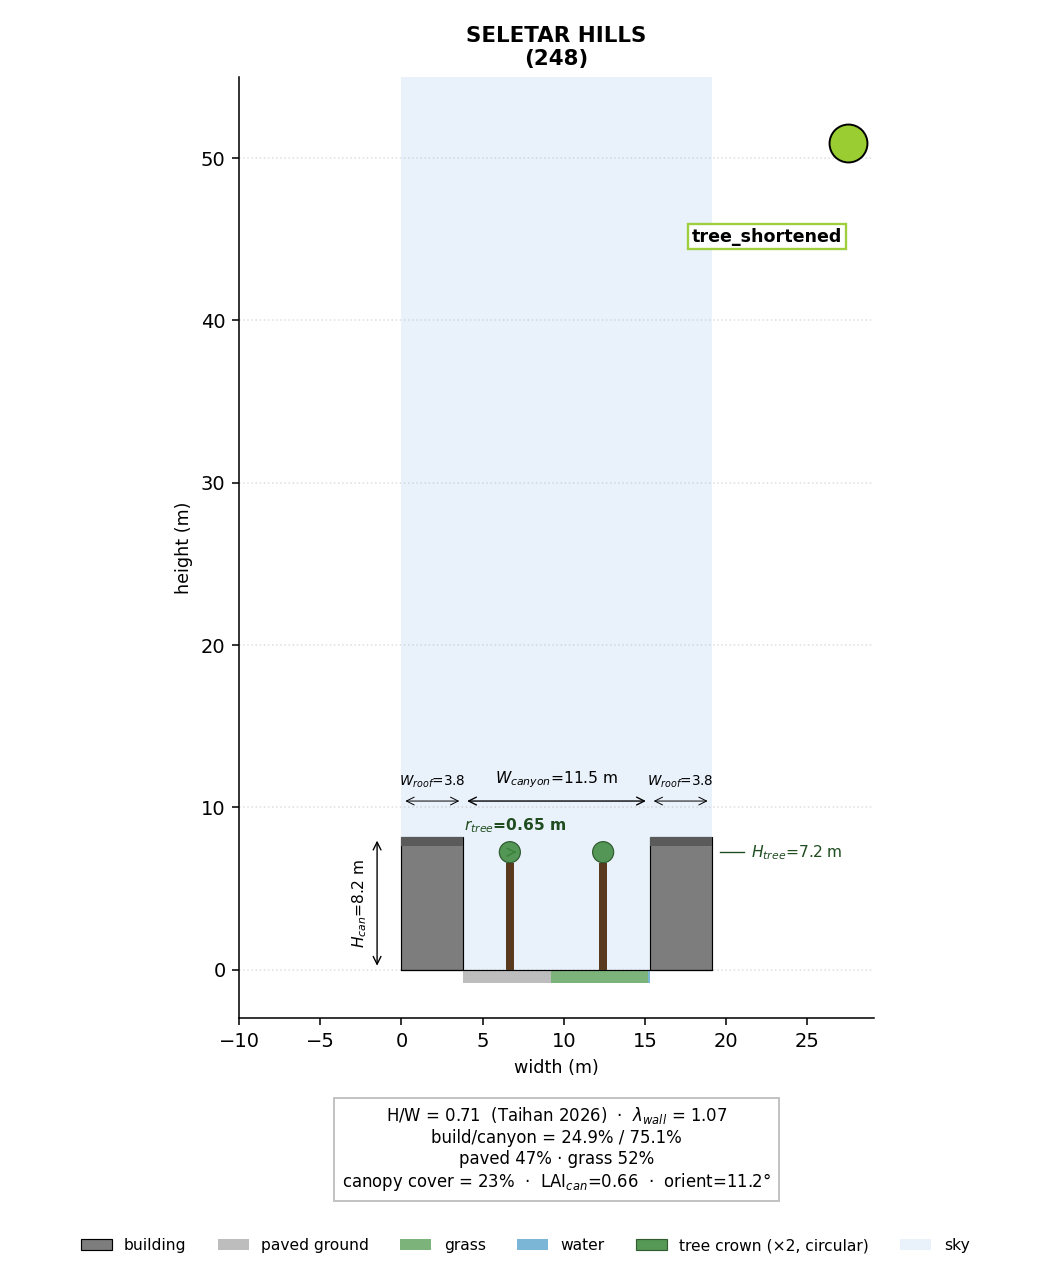 SELETAR HILLS
(248)
50
tree_shortened
40
30
height (m)
20
W_roof=3.8
W_canyon=11.5 m
W_roof=3.8
10
r_tree=0.65 m
H_tree=7.2 m
H_can=8.2 m
0
−10 −5 0 5 10 15 20 25
width (m)
H/W = 0.71 (Taihan 2026) · λ_wall = 1.07
build/canyon = 24.9% / 75.1%
paved 47% · grass 52%
canopy cover = 23% · LAI_can=0.66 · orient=11.2°
building paved ground grass water tree crown (×2, circular) sky